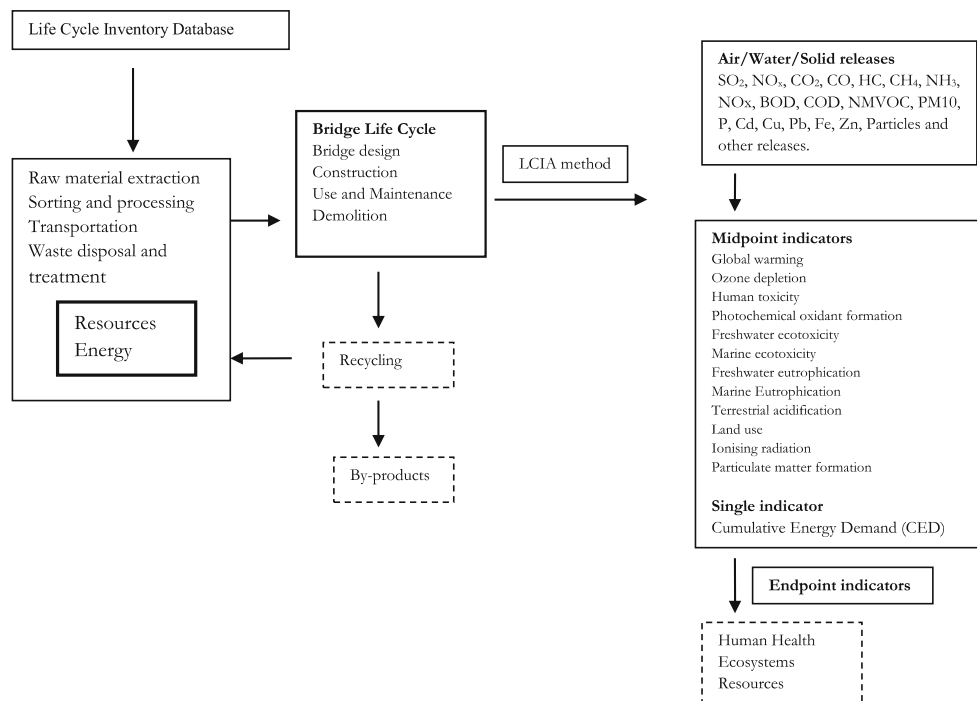 Life Cycle Inventory Database
Raw material extraction
Sorting and processing
Transportation
Waste disposal and
treatment
Resources
Energy
Bridge Life Cycle
Bridge design
Construction
Use and Maintenance
Demolition
Recycling
By-products
LCIA method
Air/Water/Solid releases
SO₂, NOₓ, CO₂, CO, HC, CH₄, NH₃,
NOx, BOD, COD, NMVOC, PM10,
P, Cd, Cu, Pb, Fe, Zn, Particles and
other releases.
Midpoint indicators
Global warming
Ozone depletion
Human toxicity
Photochemical oxidant formation
Freshwater ecotoxicity
Marine ecotoxicity
Freshwater eutrophication
Marine Eutrophication
Terrestrial acidification
Land use
Ionising radiation
Particulate matter formation
Single indicator
Cumulative Energy Demand (CED)
Endpoint indicators
Human Health
Ecosystems
Resources